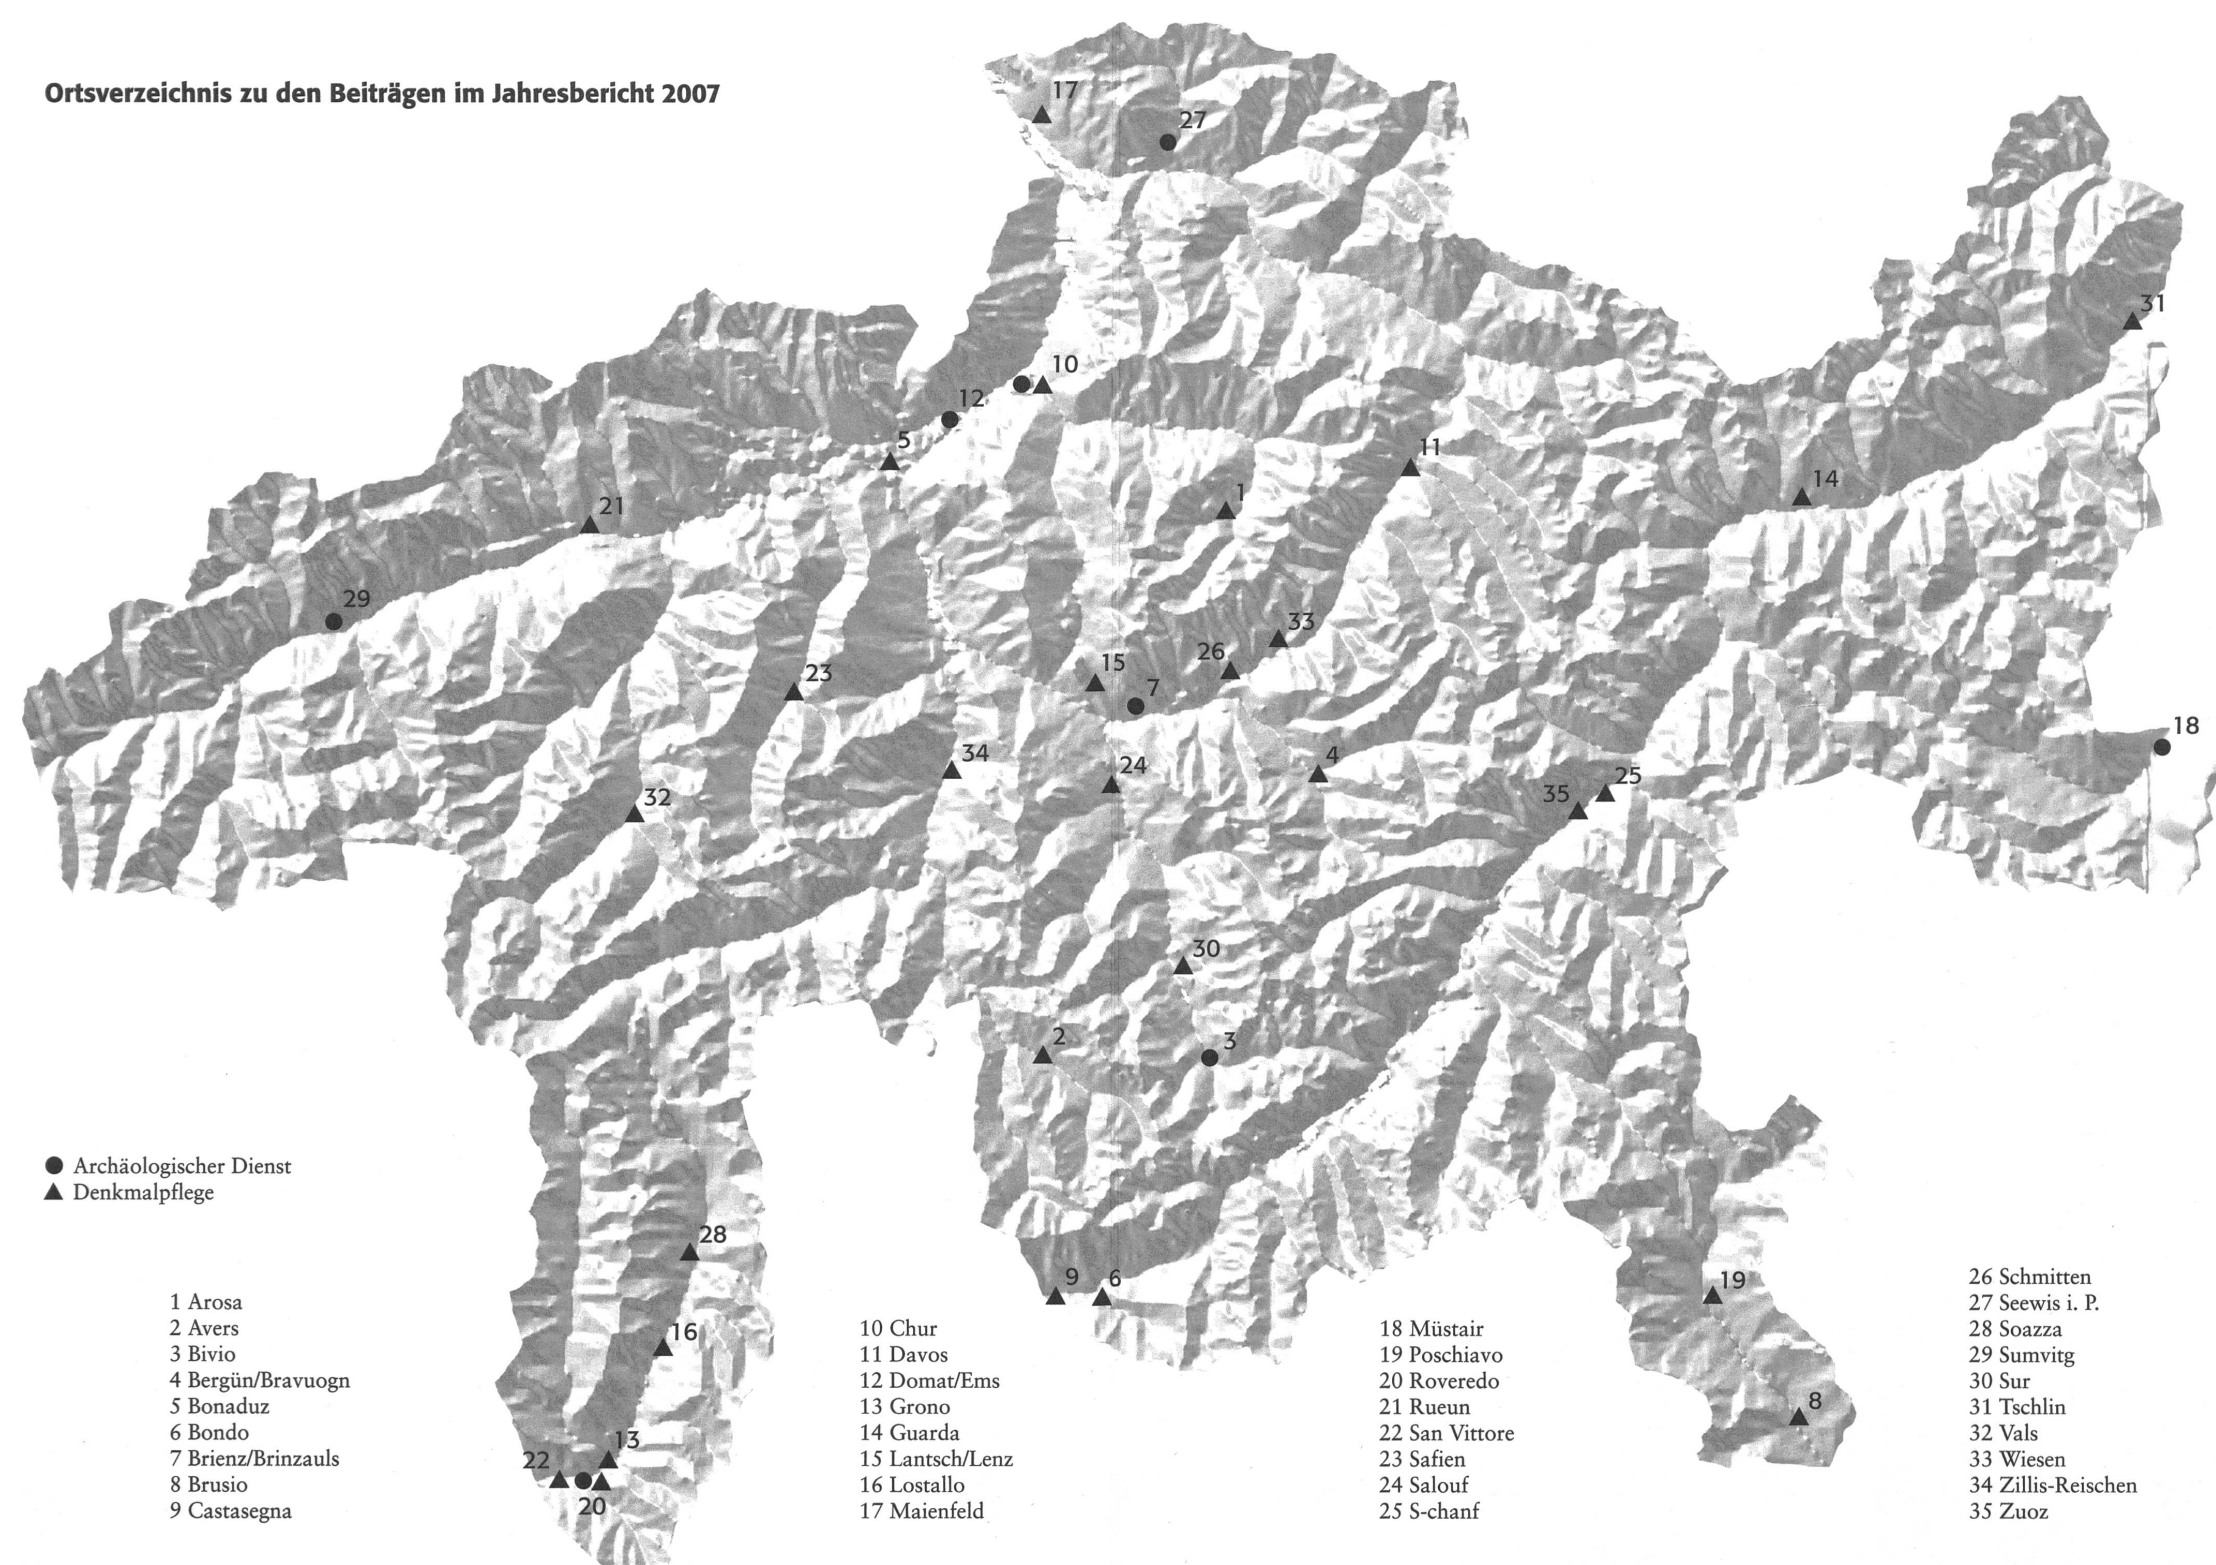 Ortsverzeichnis zu den Beiträgen im Jahresbericht 2007
17
27
31
10
12
5
11
1
14
21
29
33
26
15
7
23
18
34
24
4
25
35
32
30
2
3
28
9
6
19
16
8
13
22
20
Archäologischer Dienst
Denkmalpflege
1 Arosa
2 Avers
3 Bivio
4 Bergün/Bravuogn
5 Bonaduz
6 Bondo
7 Brienz/Brinzauls
8 Brusio
9 Castasegna
10 Chur
11 Davos
12 Domat/Ems
13 Grono
14 Guarda
15 Lantsch/Lenz
16 Lostallo
17 Maienfeld
18 Müstair
19 Poschiavo
20 Roveredo
21 Rueun
22 San Vittore
23 Safien
24 Salouf
25 S-chanf
26 Schmitten
27 Seewis i. P.
28 Soazza
29 Sumvitg
30 Sur
31 Tschlin
32 Vals
33 Wiesen
34 Zillis-Reischen
35 Zuoz